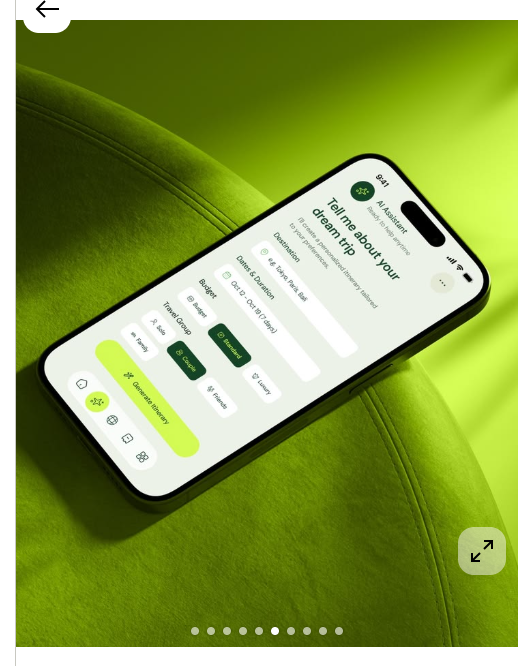 9:41
AI Assistant
Ready to help anytime
Tell me about your
dream trip
I'll create a personalized itinerary tailored
to your preferences.
Destination
e.g. Tokyo, Paris, Bali
Dates & Duration
Oct 12 - Oct 19 (7 days)
Budget
Budget
Standard
Luxury
Travel Group
Solo
Couple
Friends
Family
Generate Itinerary